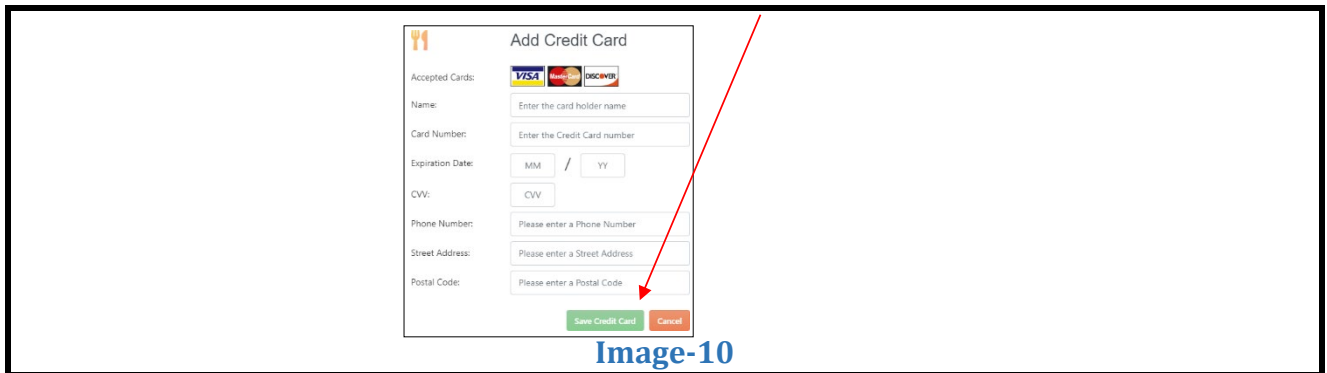 Add Credit Card
Accepted Cards: VISA MasterCard DISCOVER
Name: Enter the card holder name
Card Number: Enter the Credit Card number
Expiration Date: MM / YY
CVV: CVV
Phone Number: Please enter a Phone Number
Street Address: Please enter a Street Address
Postal Code: Please enter a Postal Code
Save Credit Card Cancel
Image-10